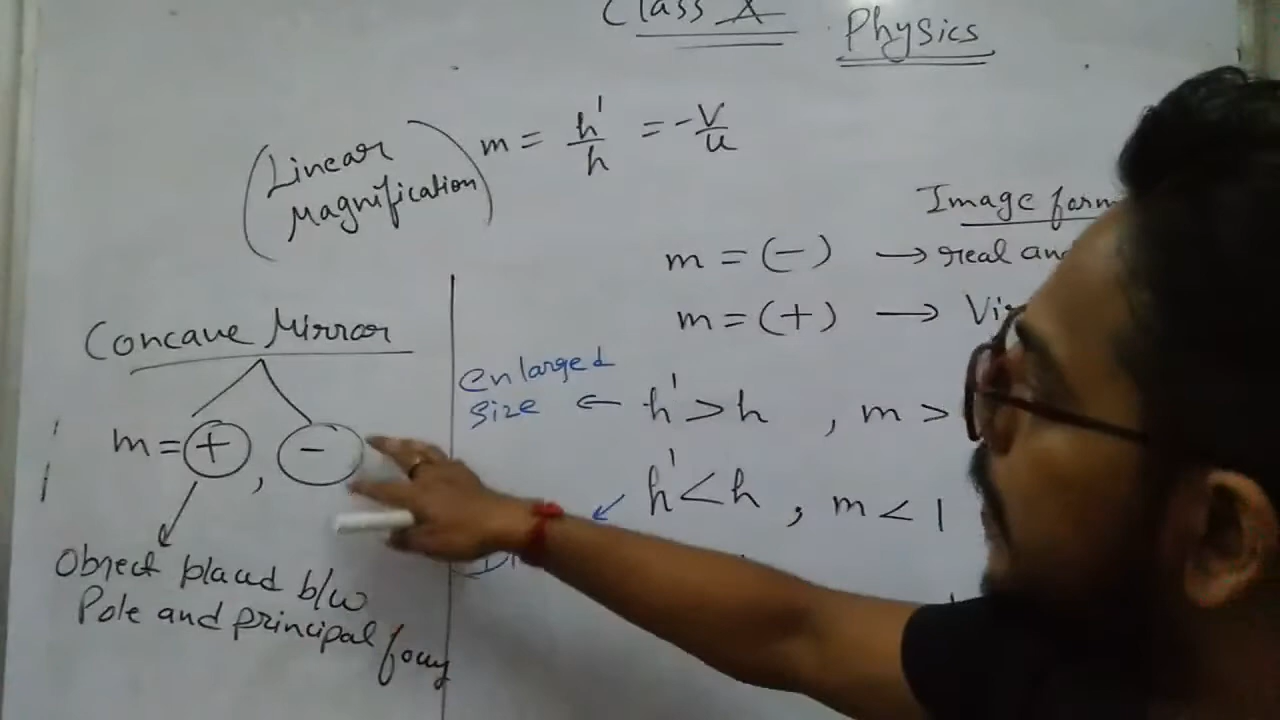 Class X Physics
(Linear Magnification) m = h'/h = -v/u
Image form
m = (-) → real and
m = (+) → Vi
Concave Mirror
m = + , -
Object placed b/w
Pole and principal focus
enlarged
size ← h' > h , m >
h' < h , m < 1